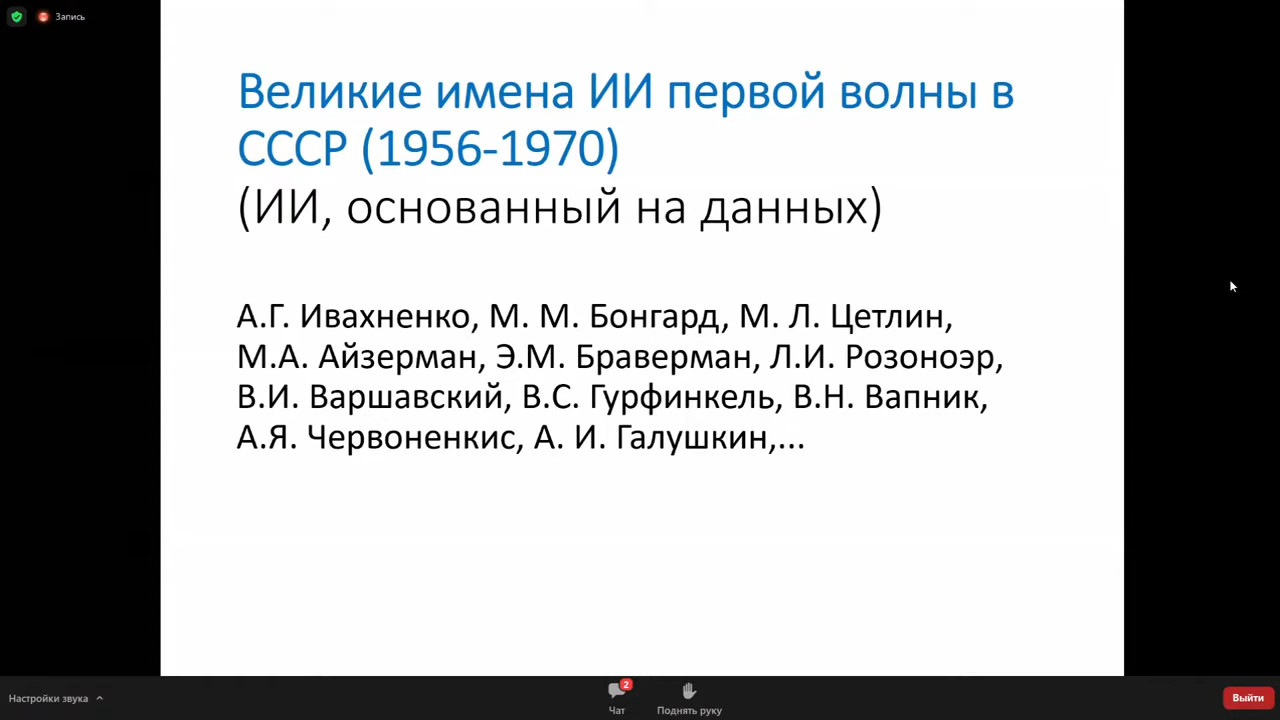 Запись
Великие имена ИИ первой волны в
СССР (1956-1970)
(ИИ, основанный на данных)
А.Г. Ивахненко, М. М. Бонгард, М. Л. Цетлин,
М.А. Айзерман, Э.М. Браверман, Л.И. Розоноэр,
В.И. Варшавский, В.С. Гурфинкель, В.Н. Вапник,
А.Я. Червоненкис, А. И. Галушкин,...
Настройки звука
2
Чат
Поднять руку
Выйти